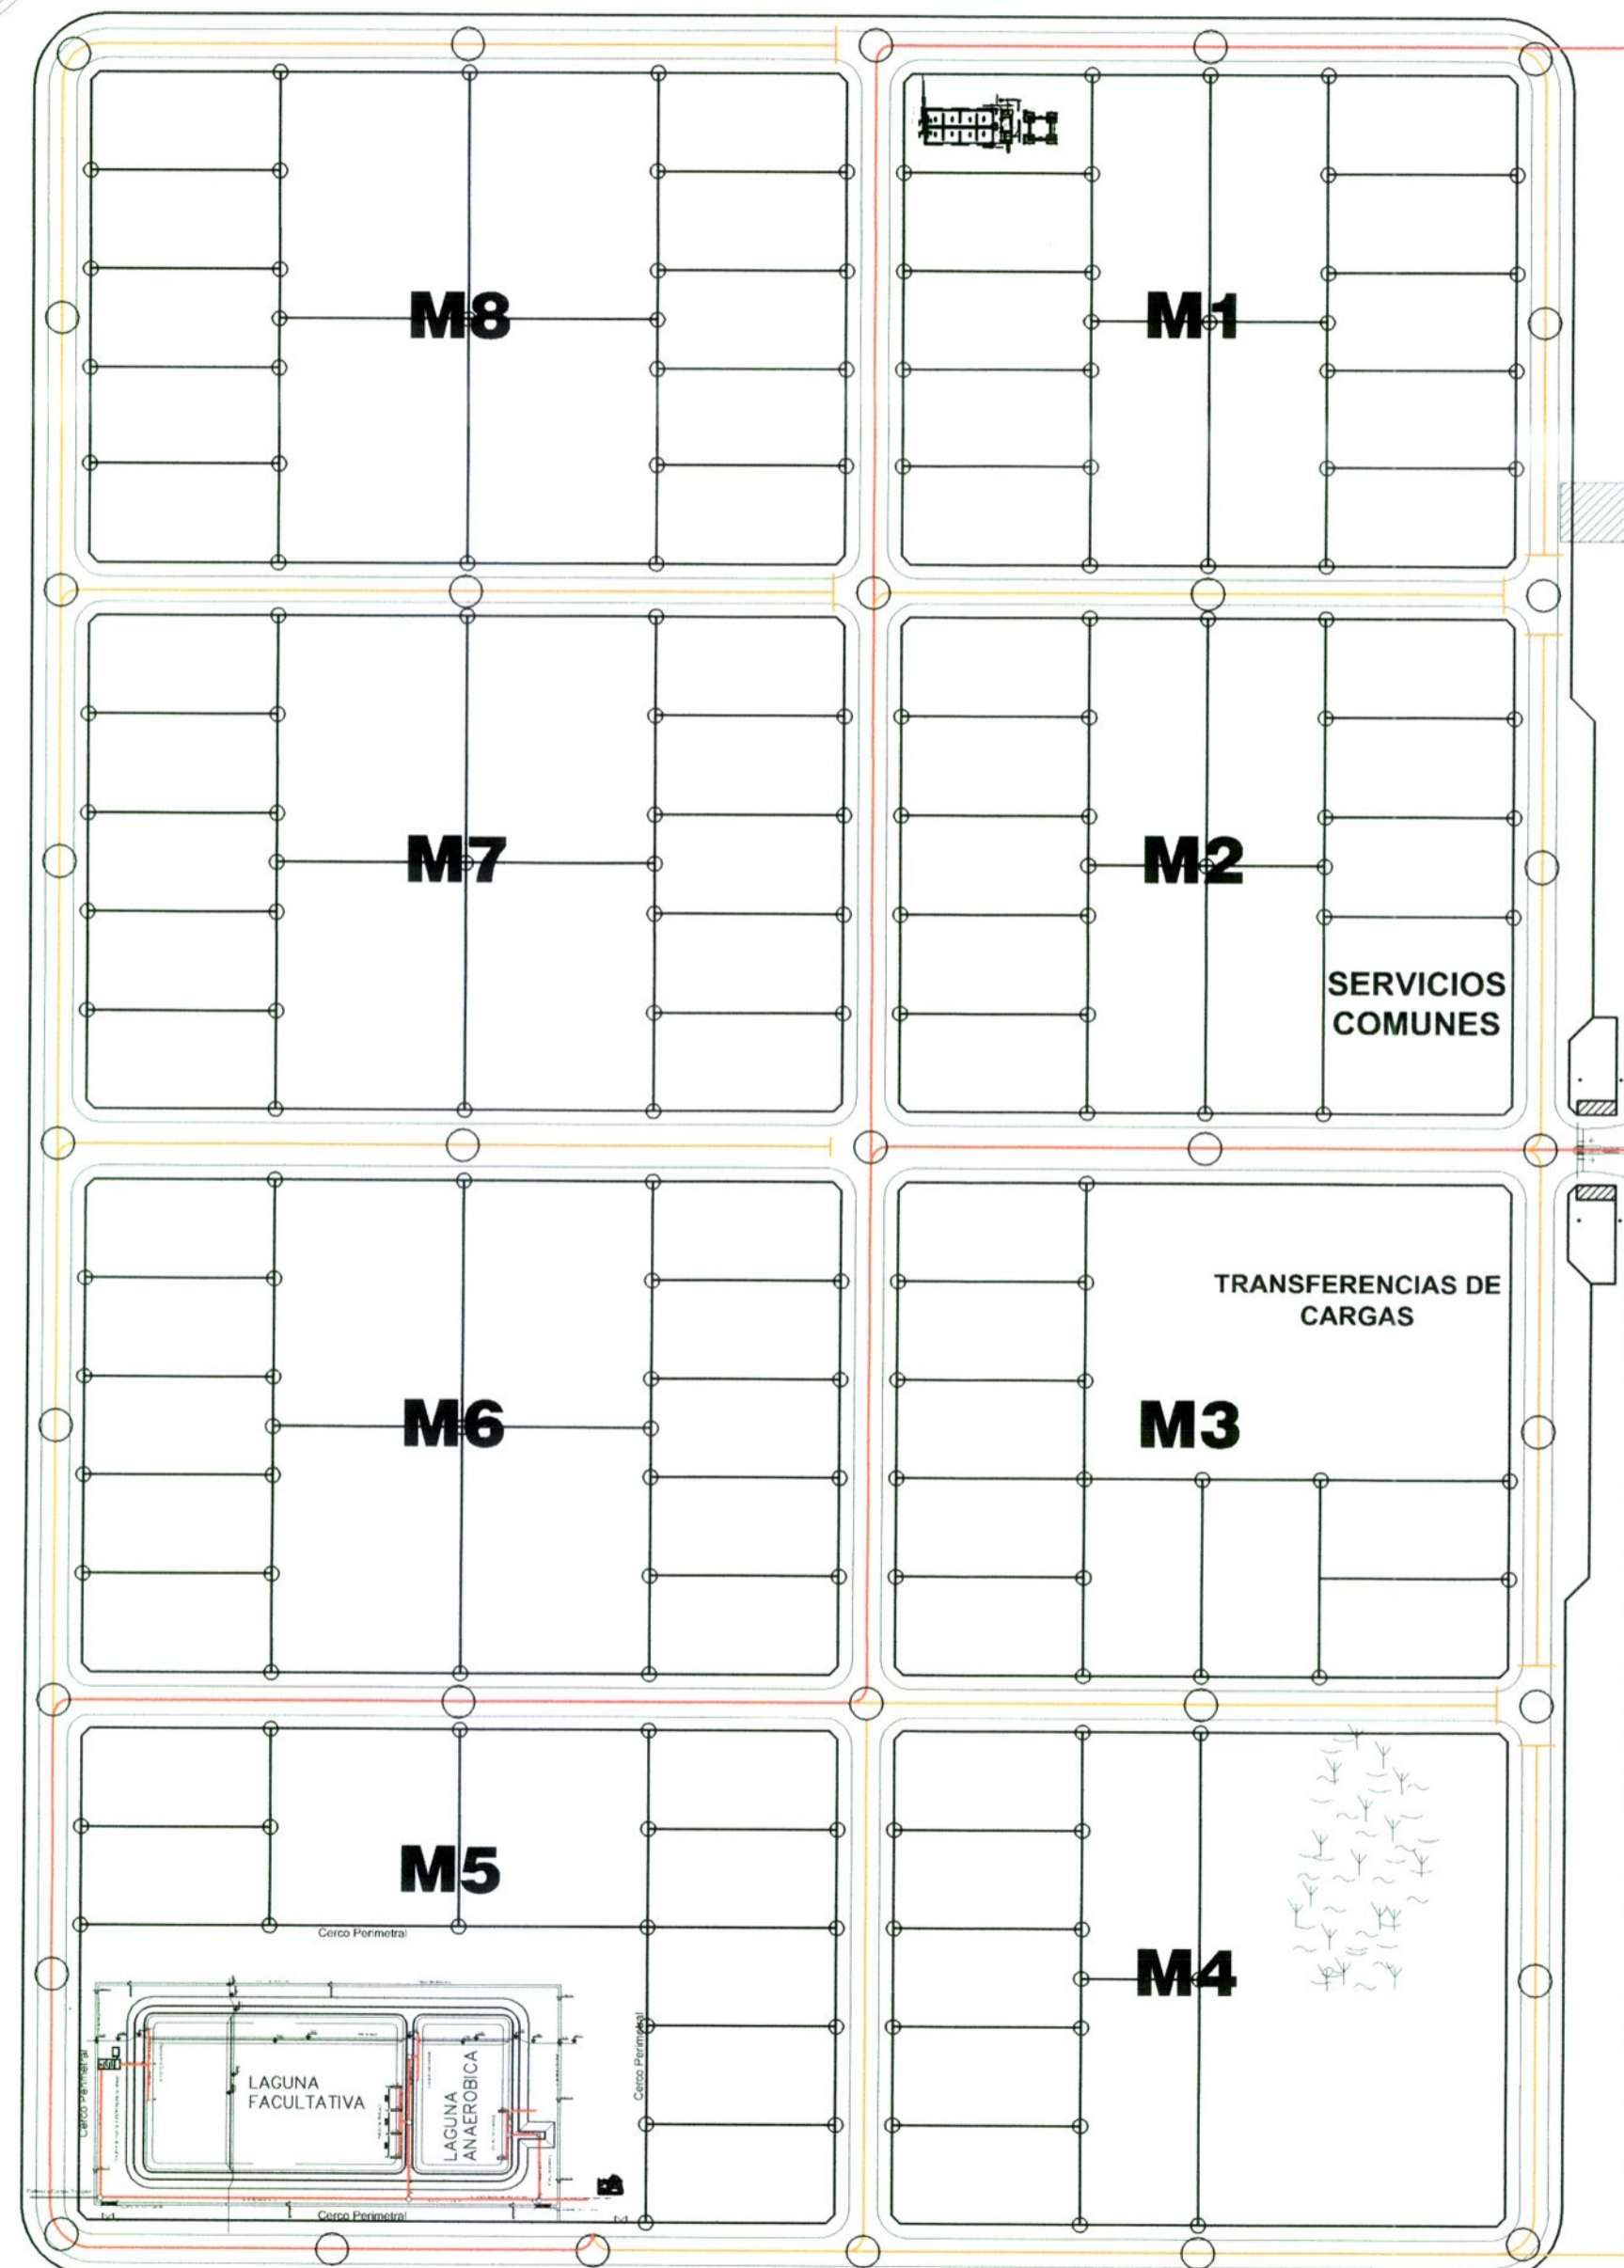 M8
M1
M7
M2
SERVICIOS
COMUNES
TRANSFERENCIAS DE
CARGAS
M6
M3
M5
Cerco Perimetral
M4
Cerco Perimetral
LAGUNA
FACULTATIVA
LAGUNA
ANAEROBICA
Cerco Perimetral
Cerco Perimetral